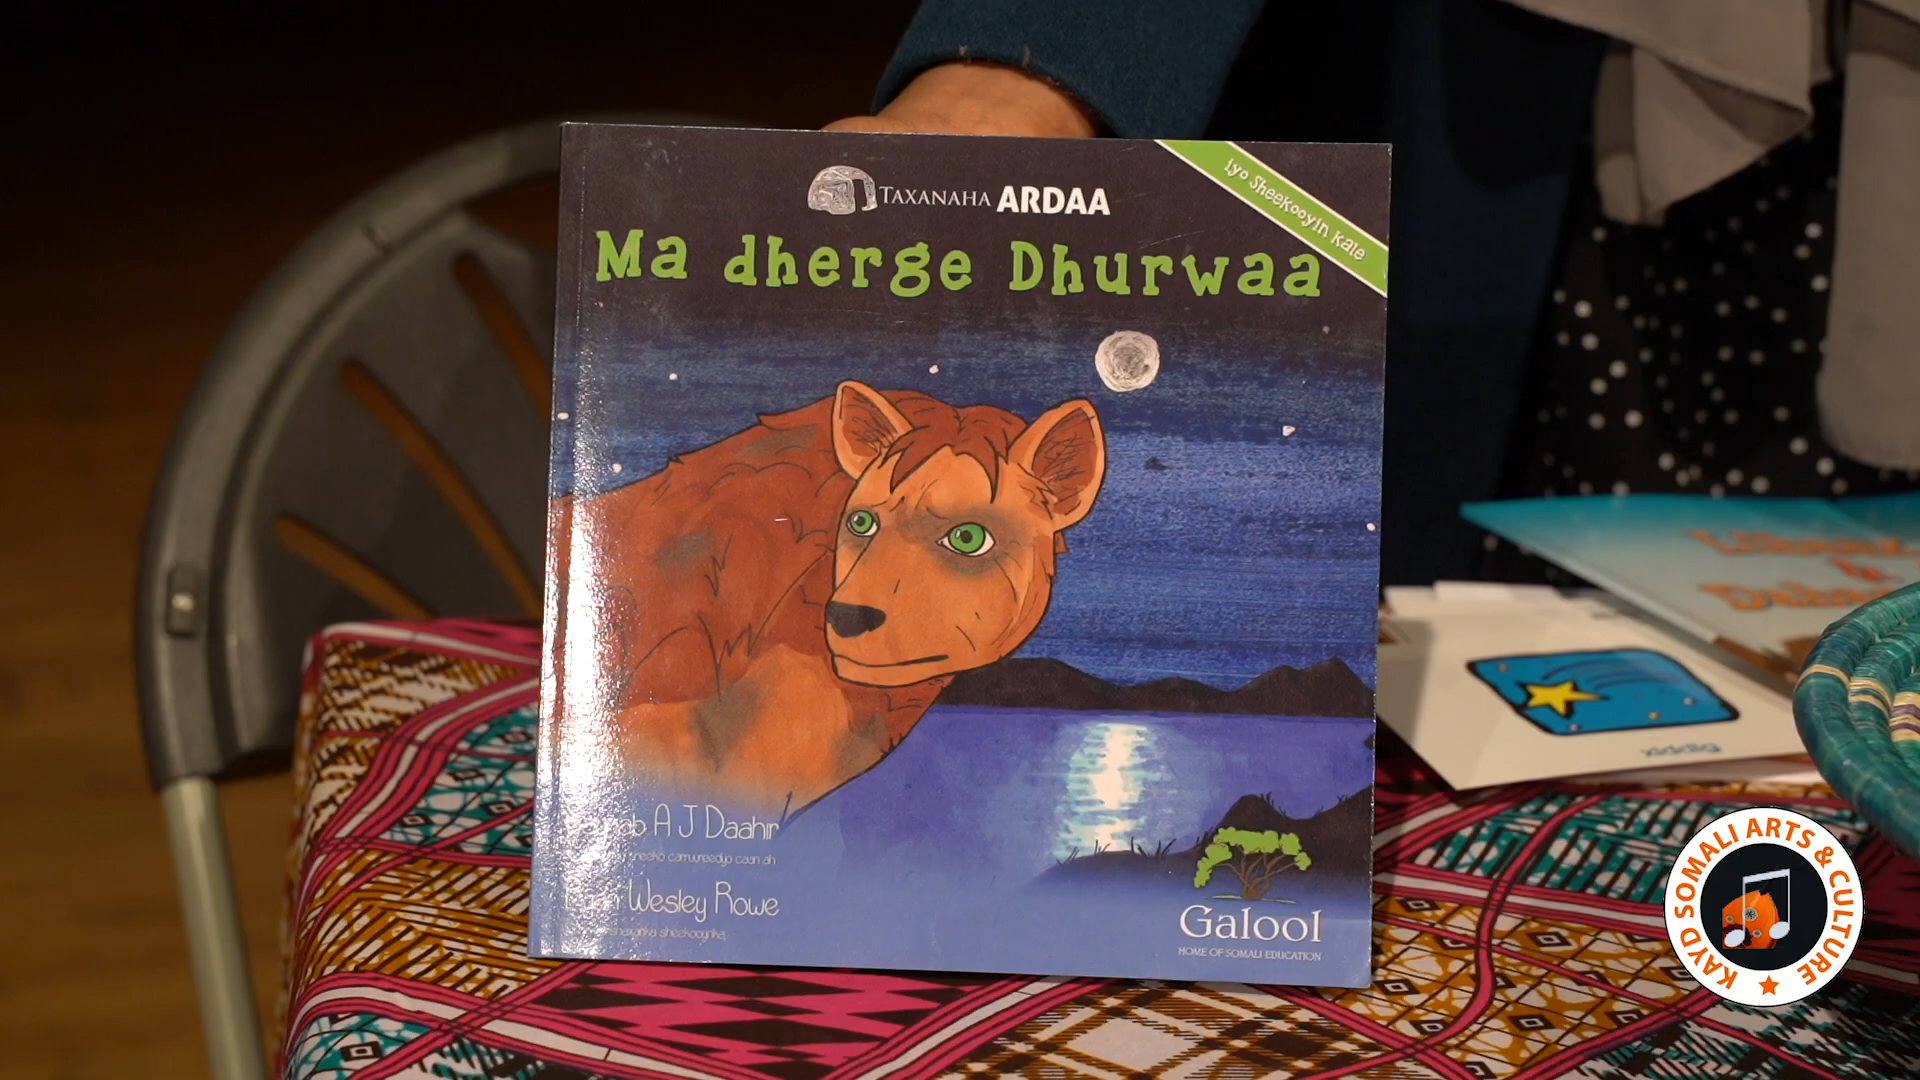 TAXANAHA ARDAA
iyo Sheekooyin kale
Ma dherge Dhurwaa
A J Daahir
Wesley Rowe
Galool
HOME OF SOMALI EDUCATION
KAYD SOMALI ARTS & CULTURE